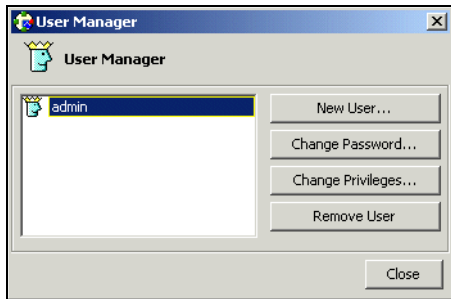 User Manager
User Manager
admin
New User...
Change Password...
Change Privileges...
Remove User
Close